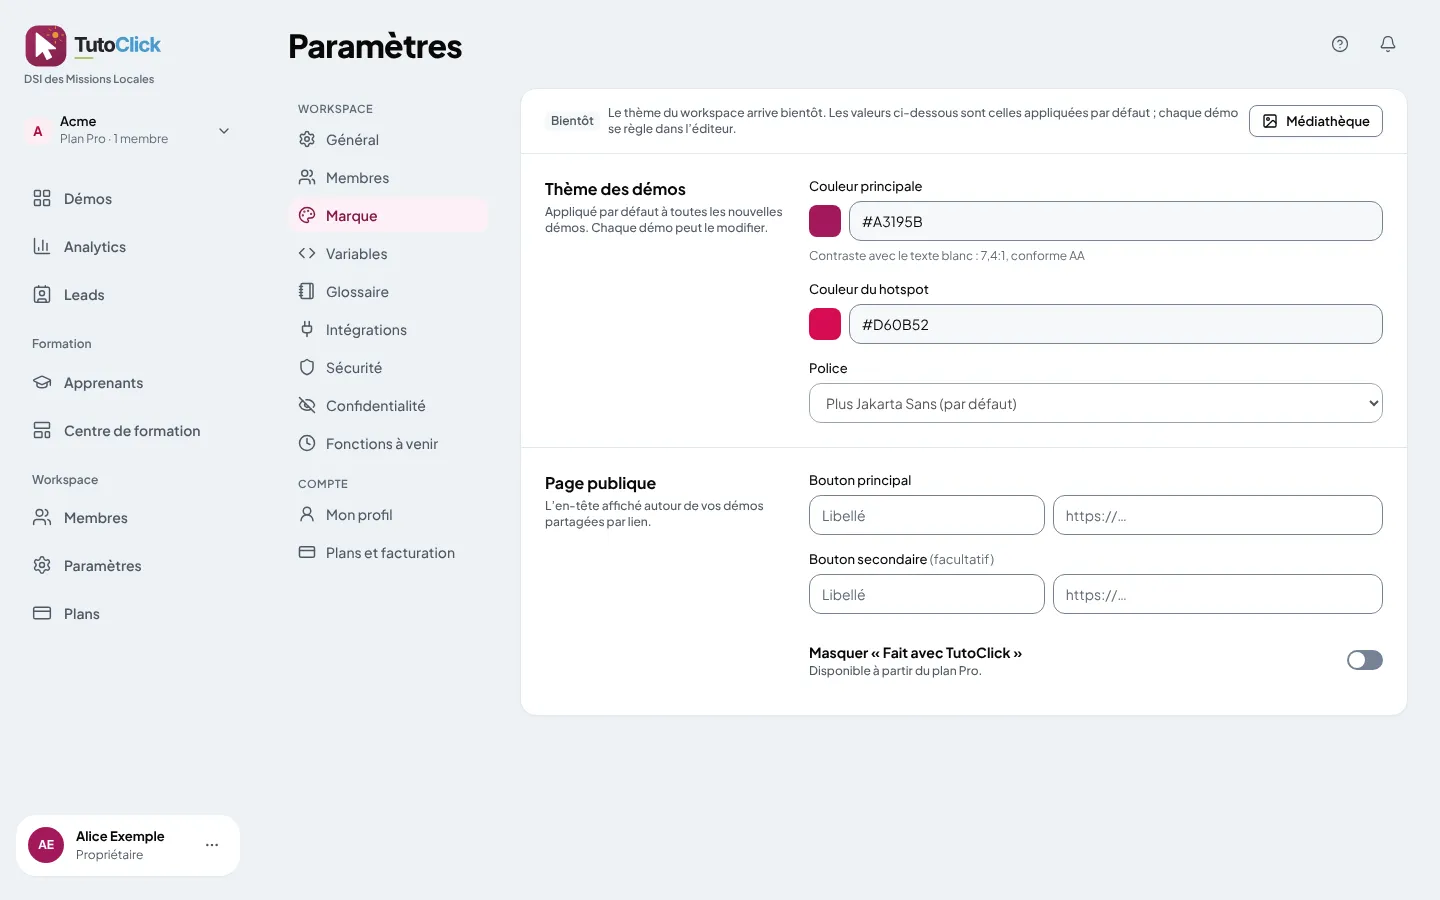 TutoClick
DSI des Missions Locales
A
Acme
Plan Pro · 1 membre
Démos
Analytics
Leads
Formation
Apprenants
Centre de formation
Workspace
Membres
Paramètres
Plans
AE
Alice Exemple
Propriétaire
Paramètres
WORKSPACE
Général
Membres
Marque
Variables
Glossaire
Intégrations
Sécurité
Confidentialité
Fonctions à venir
COMPTE
Mon profil
Plans et facturation
Bientôt
Le thème du workspace arrive bientôt. Les valeurs ci-dessous sont celles appliquées par défaut ; chaque démo
se règle dans l'éditeur.
Médiathèque
Thème des démos
Appliqué par défaut à toutes les nouvelles
démos. Chaque démo peut le modifier.
Couleur principale
#A3195B
Contraste avec le texte blanc : 7,4:1, conforme AA
Couleur du hotspot
#D60B52
Police
Plus Jakarta Sans (par défaut)
Page publique
L'en-tête affiché autour de vos démos
partagées par lien.
Bouton principal
Libellé
https://…
Bouton secondaire (facultatif)
Libellé
https://…
Masquer « Fait avec TutoClick »
Disponible à partir du plan Pro.